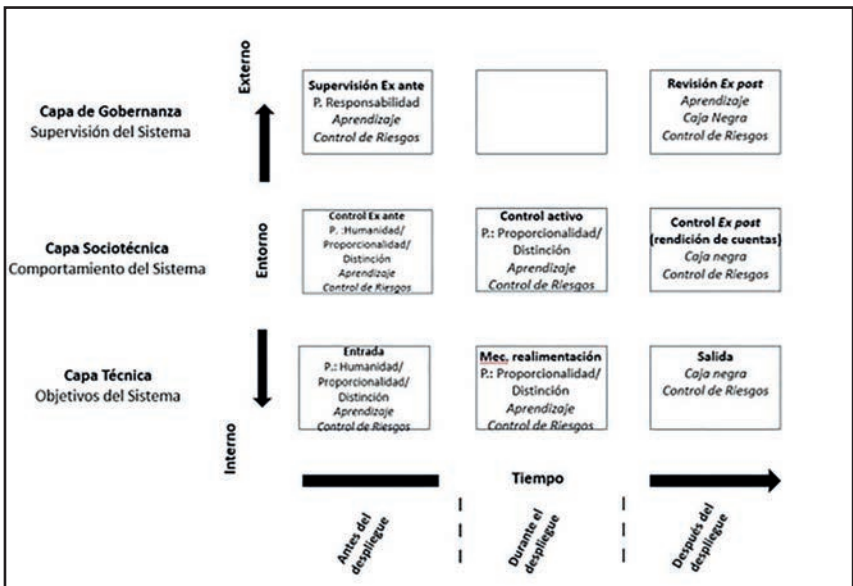 Externo
Capa de Gobernanza
Supervisión del Sistema
Supervisión Ex ante
P. Responsabilidad
Aprendizaje
Control de Riesgos
Revisión Ex post
Aprendizaje
Caja Negra
Control de Riesgos
Entorno
Capa Sociotécnica
Comportamiento del Sistema
Control Ex ante
P. :Humanidad/
Proporcionalidad/
Distinción
Aprendizaje
Control de Riesgos
Control activo
P.: Proporcionalidad/
Distinción
Aprendizaje
Control de Riesgos
Control Ex post
(rendición de cuentas)
Caja negra
Control de Riesgos
Capa Técnica
Objetivos del Sistema
Entrada
P.: Humanidad/
Proporcionalidad/
Distinción
Aprendizaje
Control de Riesgos
Mec. realimentación
P.: Proporcionalidad/
Distinción
Aprendizaje
Control de Riesgos
Salida
Caja negra
Control de Riesgos
Interno
Tiempo
Antes del
despliegue
Durante el
despliegue
Después del
despliegue